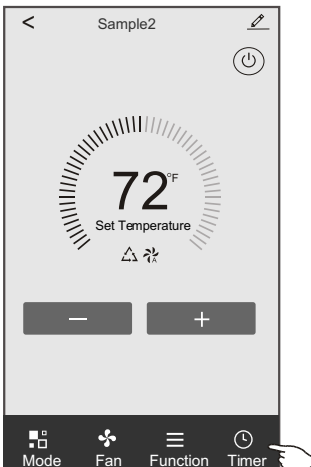 < Sample2
72°F
Set Temperature
A
− +
Mode Fan Function Timer